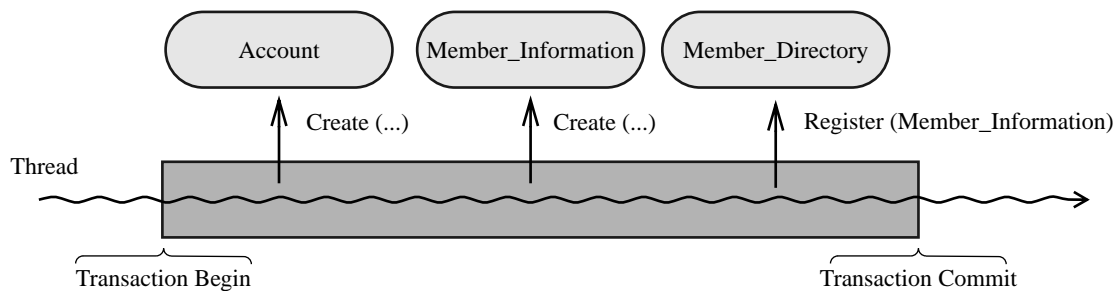 Account
Member_Information
Member_Directory
Create (...)
Create (...)
Register (Member_Information)
Thread
Transaction Begin
Transaction Commit